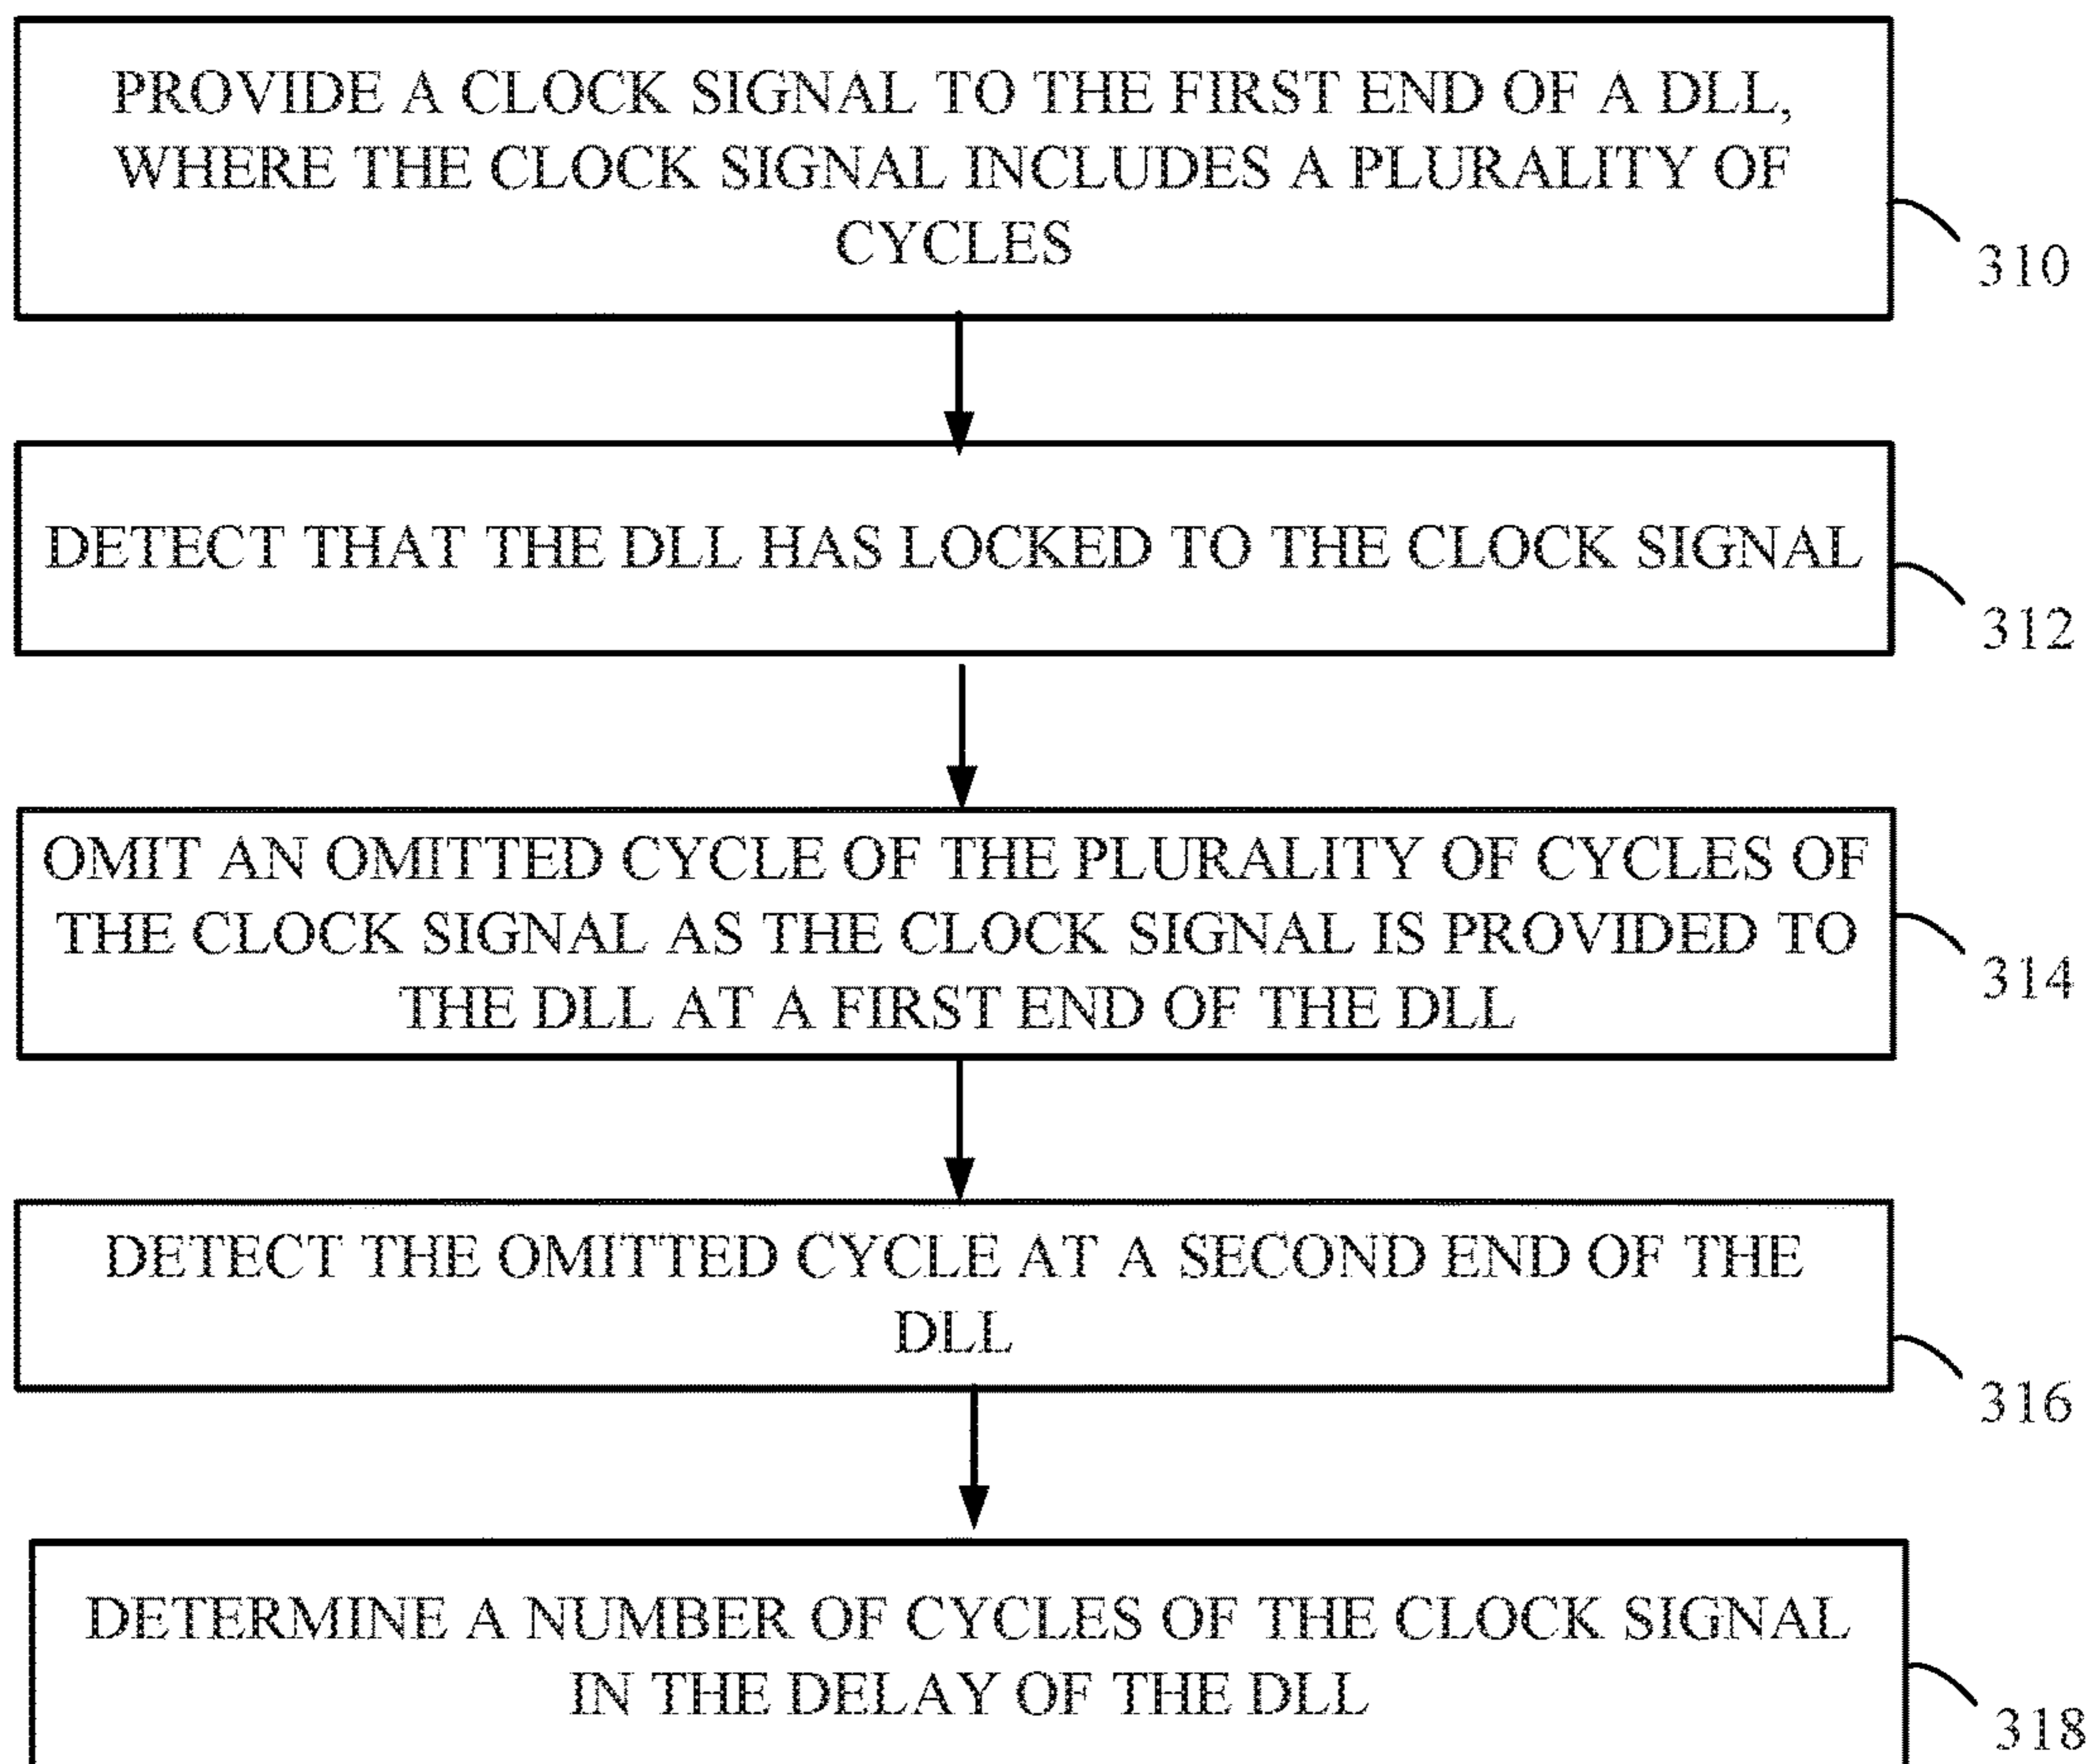 PROVIDE A CLOCK SIGNAL TO THE FIRST END OF A DLL,
WHERE THE CLOCK SIGNAL INCLUDES A PLURALITY OF
CYCLES
310
DETECT THAT THE DLL HAS LOCKED TO THE CLOCK SIGNAL
312
OMIT AN OMITTED CYCLE OF THE PLURALITY OF CYCLES OF
THE CLOCK SIGNAL AS THE CLOCK SIGNAL IS PROVIDED TO
THE DLL AT A FIRST END OF THE DLL
314
DETECT THE OMITTED CYCLE AT A SECOND END OF THE
DLL
316
DETERMINE A NUMBER OF CYCLES OF THE CLOCK SIGNAL
IN THE DELAY OF THE DLL
318